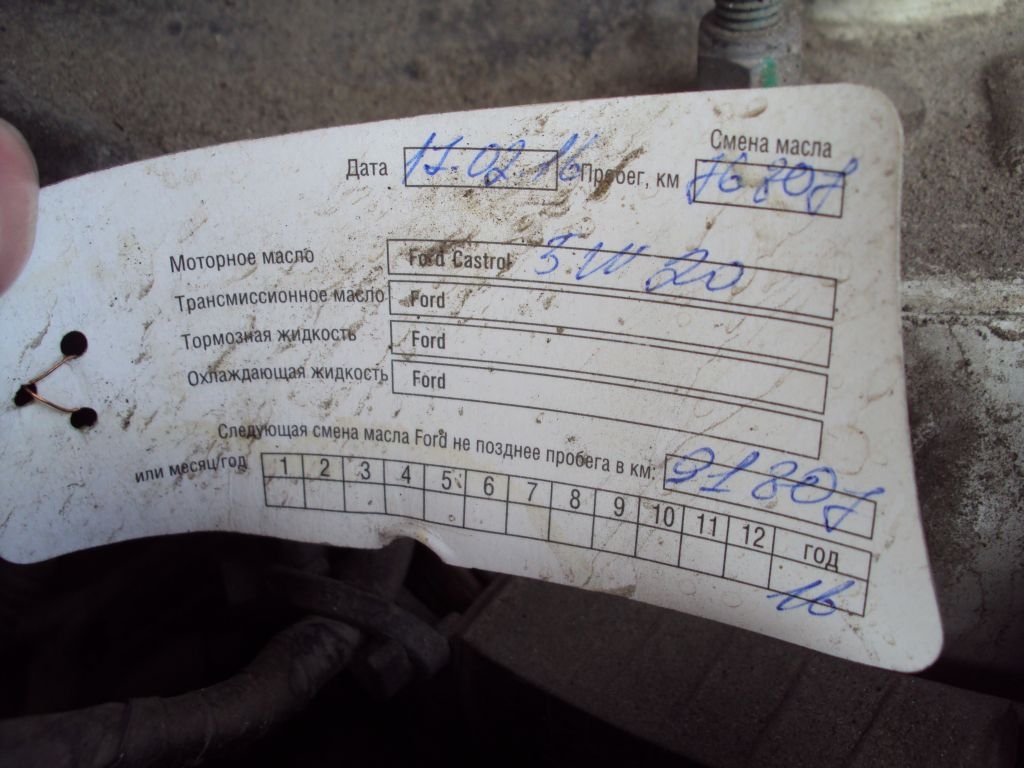 Смена масла
Дата 17.02.16 Пробег, км 76807
Моторное масло Ford Castrol 5W20
Трансмиссионное масло Ford
Тормозная жидкость Ford
Охлаждающая жидкость Ford
Следующая смена масла Ford не позднее пробега в км: 91807
или месяц/год 1 2 3 4 5 6 7 8 9 10 11 12 год
16